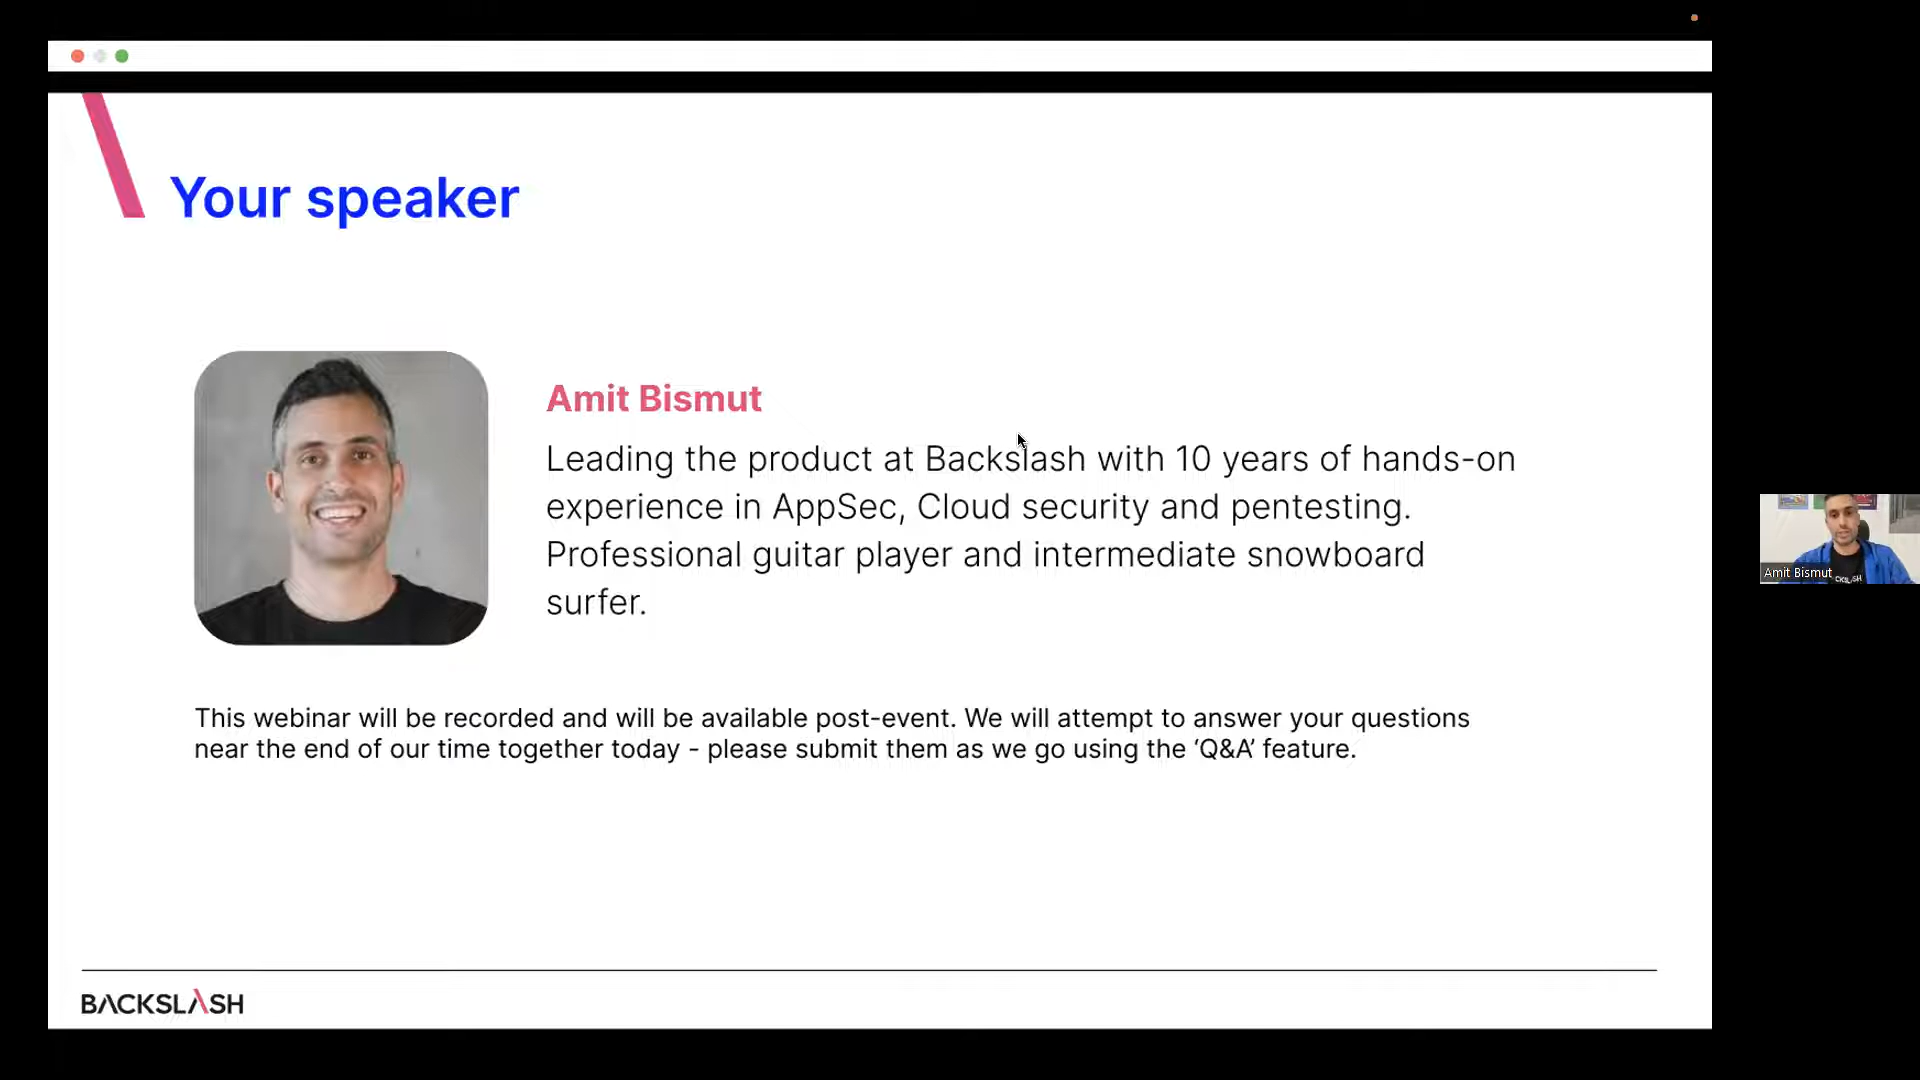 Your speaker
Amit Bismut
Leading the product at Backslash with 10 years of hands-on
experience in AppSec, Cloud security and pentesting.
Professional guitar player and intermediate snowboard
surfer.
Amit Bismut
This webinar will be recorded and will be available post-event. We will attempt to answer your questions
near the end of our time together today - please submit them as we go using the ‘Q&A’ feature.
BACKSLASH